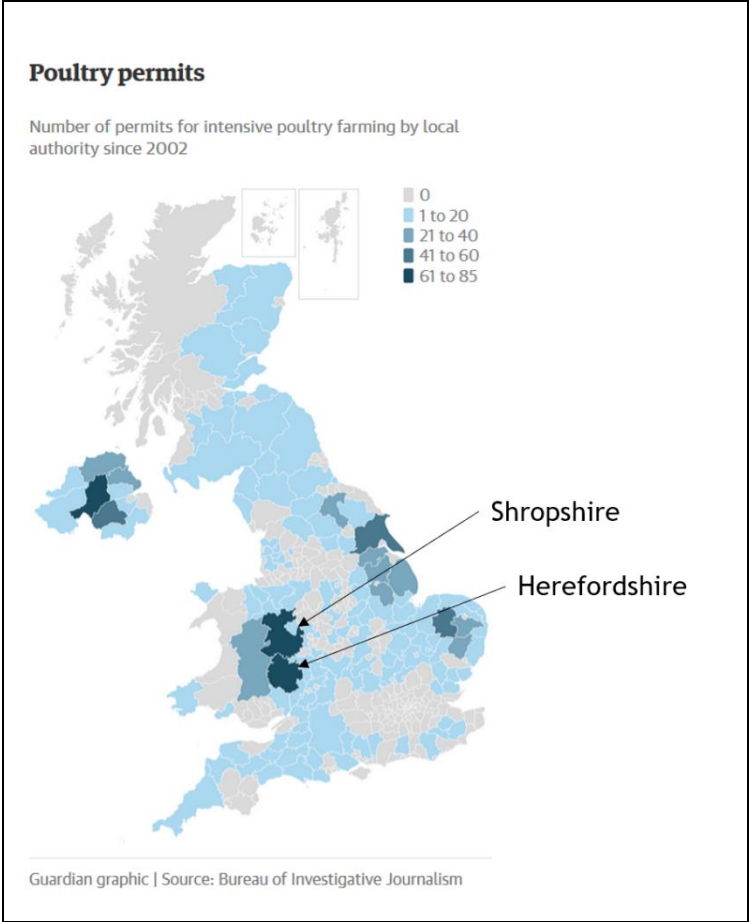 Poultry permits
Number of permits for intensive poultry farming by local
authority since 2002
0
1 to 20
21 to 40
41 to 60
61 to 85
Shropshire
Herefordshire
Guardian graphic | Source: Bureau of Investigative Journalism